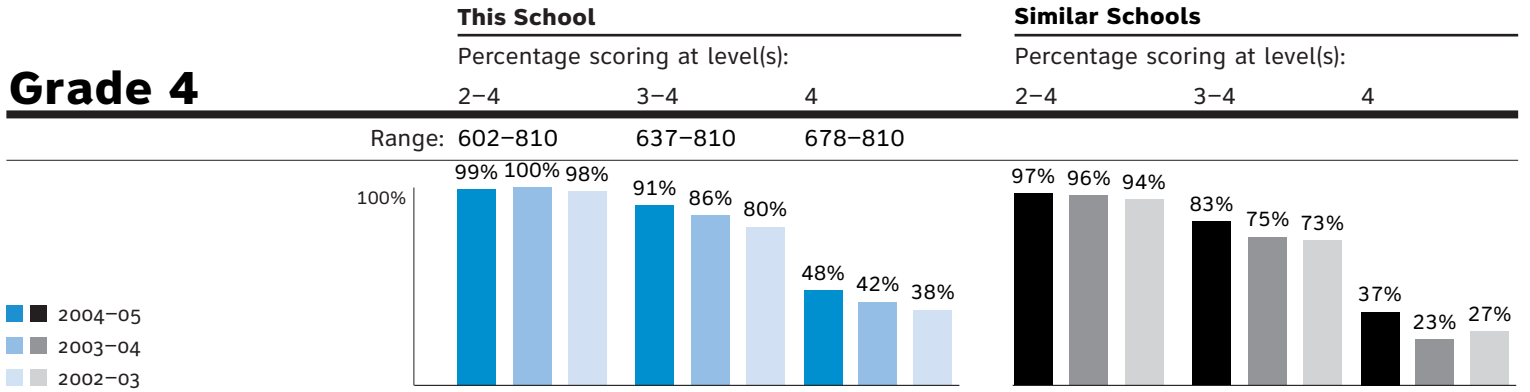 This School Similar Schools
Percentage scoring at level(s): Percentage scoring at level(s):
Grade 4 2–4 3–4 4 2–4 3–4 4
Range: 602–810 637–810 678–810
99% 100% 98% 91% 86% 80% 48% 42% 38% 97% 96% 94% 83% 75% 73% 37% 23% 27%
100%
2004–05
2003–04
2002–03